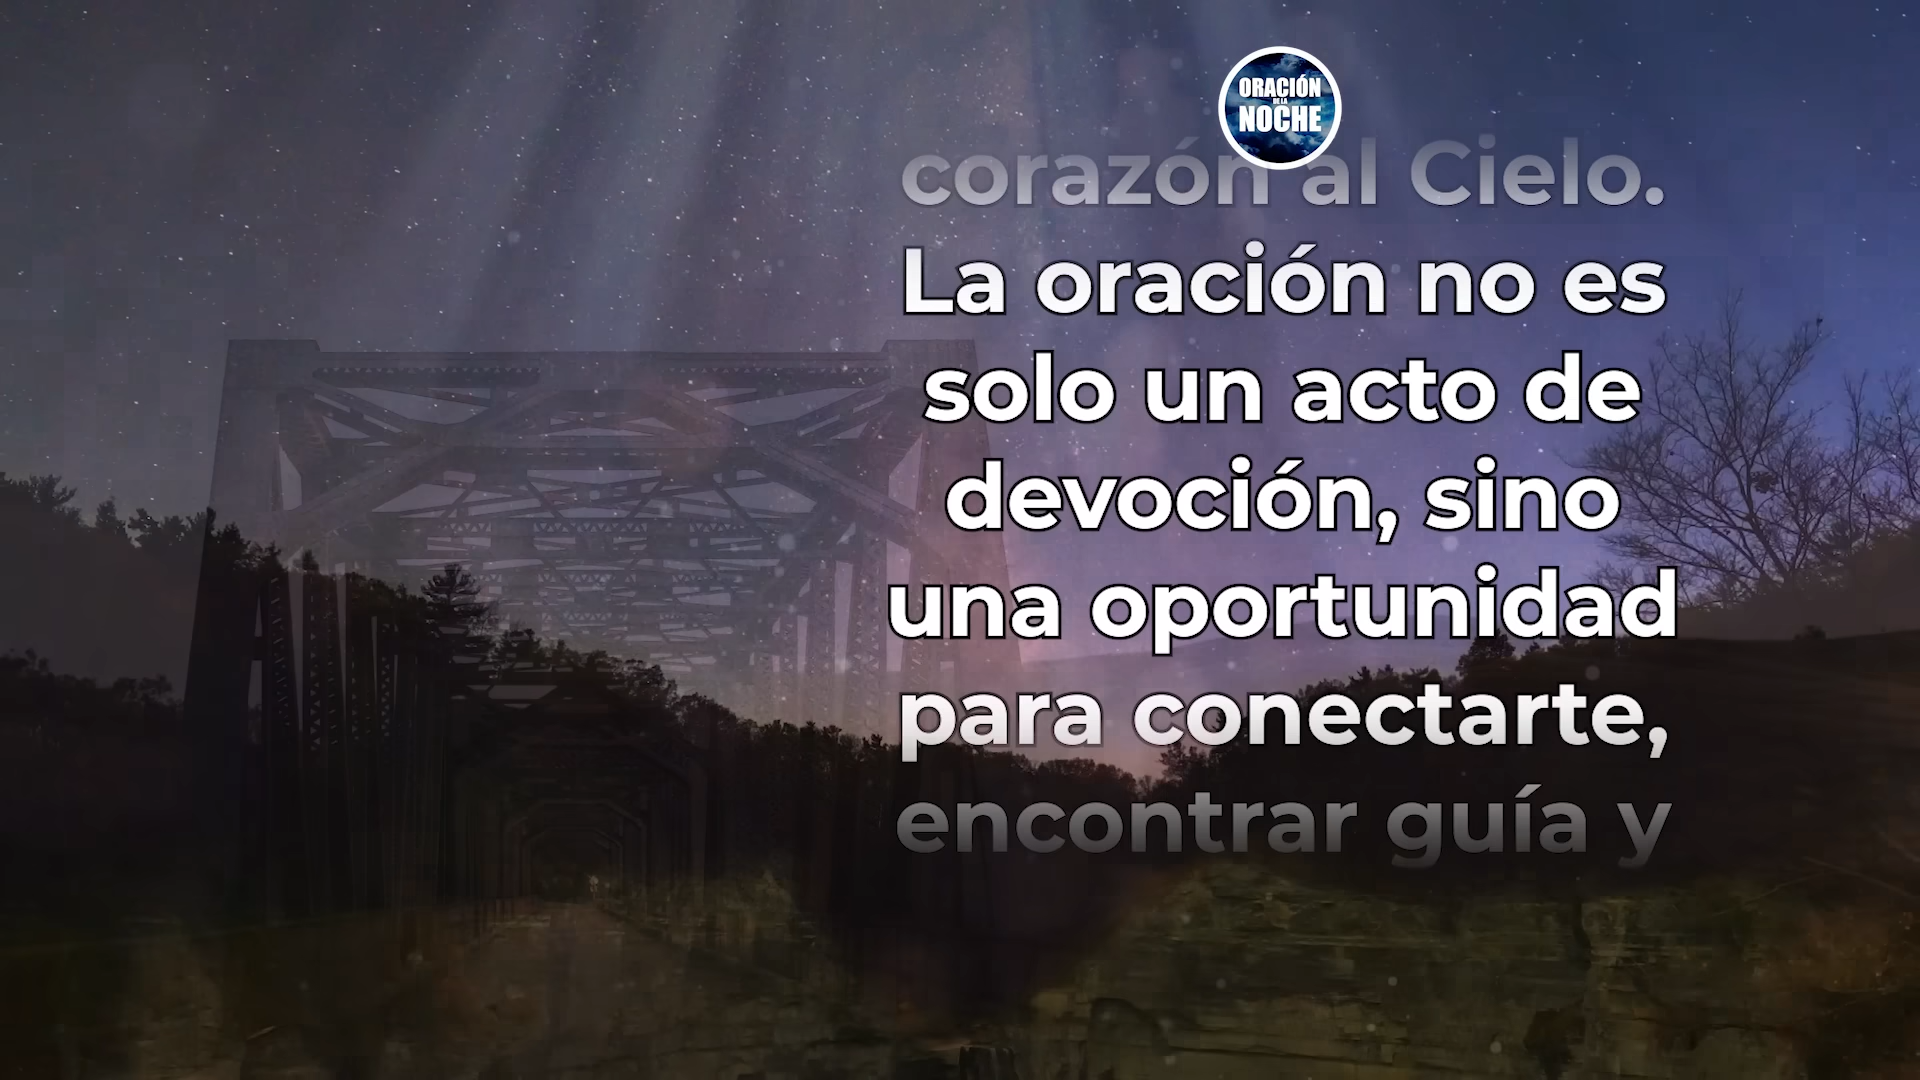 ORACIÓN
DE LA
NOCHE
corazón al Cielo.
La oración no es
solo un acto de
devoción, sino
una oportunidad
para conectarte,
encontrar guía y